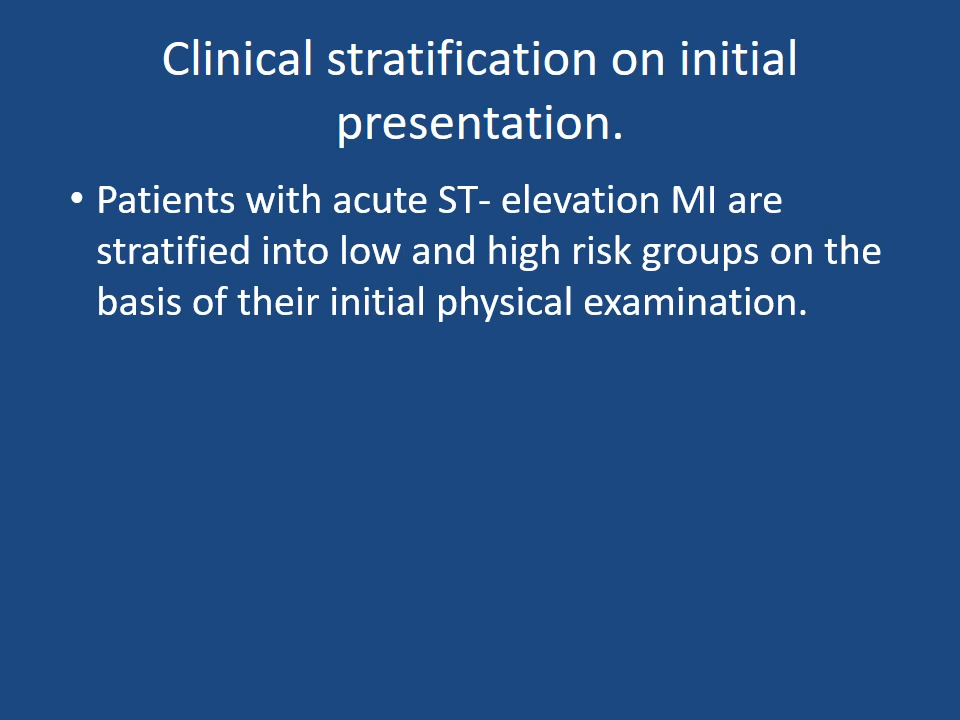 Clinical stratification on initial
presentation.
• Patients with acute ST- elevation MI are
stratified into low and high risk groups on the
basis of their initial physical examination.